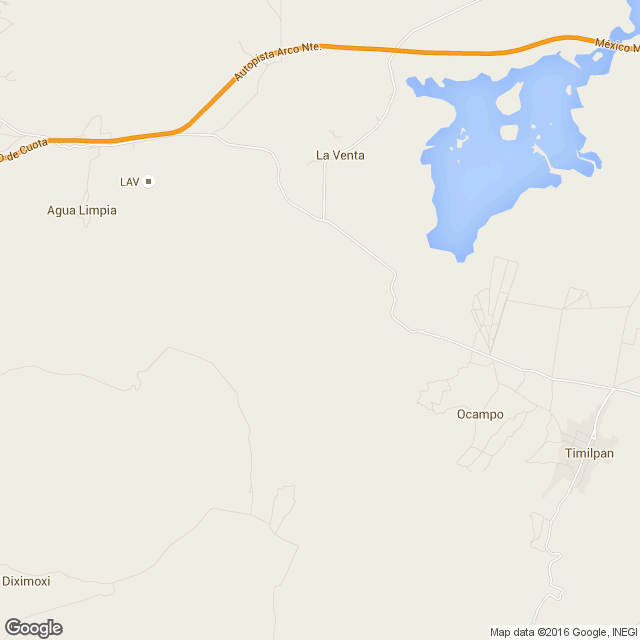 México M
Autopista Arco Nte.
O de Cuota
La Venta
LAV
Agua Limpia
Ocampo
Timilpan
Diximoxi
Google
Map data ©2016 Google, INEGI